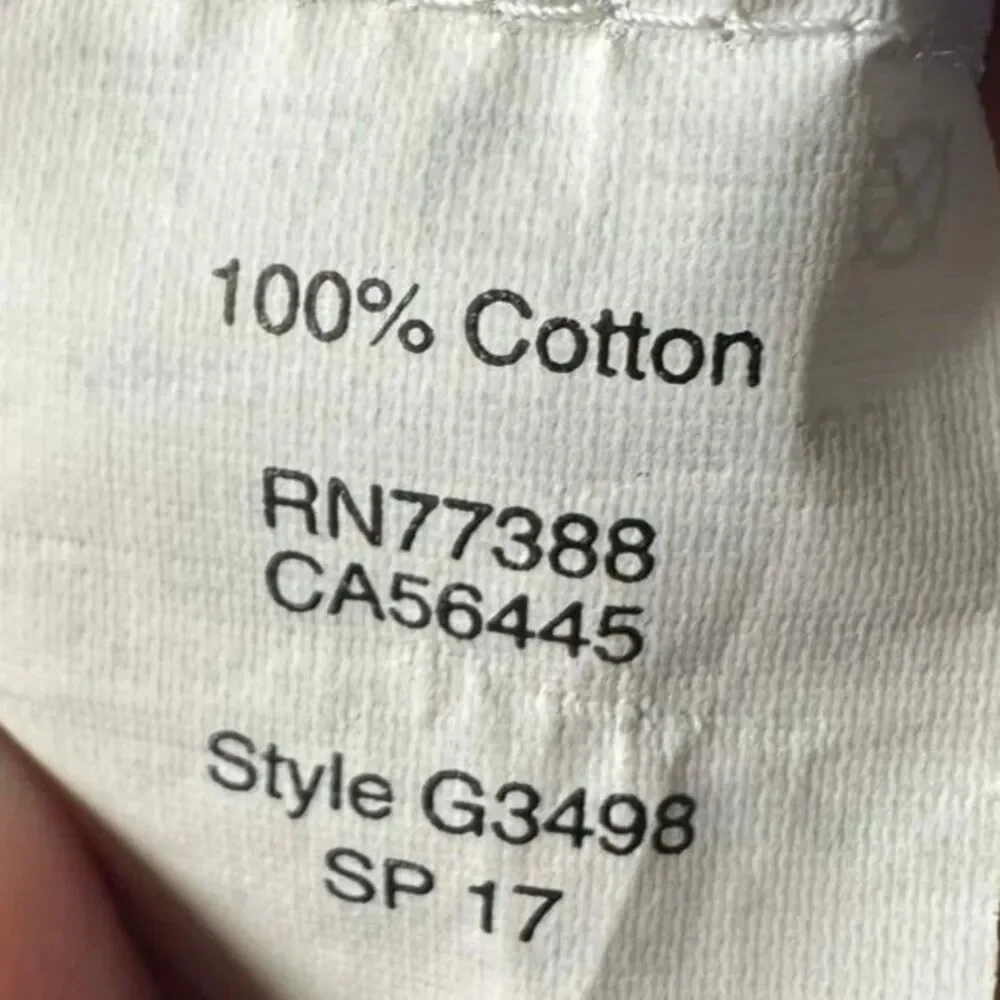 100% Cotton
RN77388
CA56445
Style G3498
SP 17